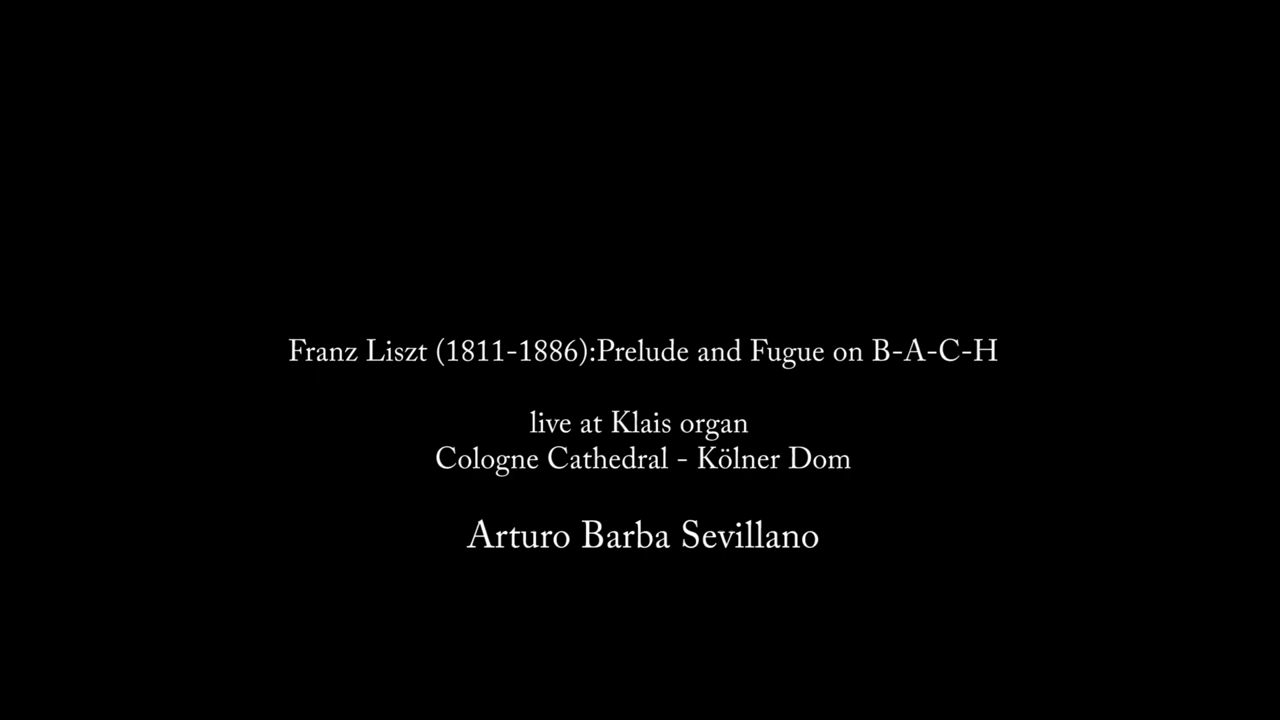 Franz Liszt (1811-1886):Prelude and Fugue on B-A-C-H
live at Klais organ
Cologne Cathedral - Kölner Dom
Arturo Barba Sevillano